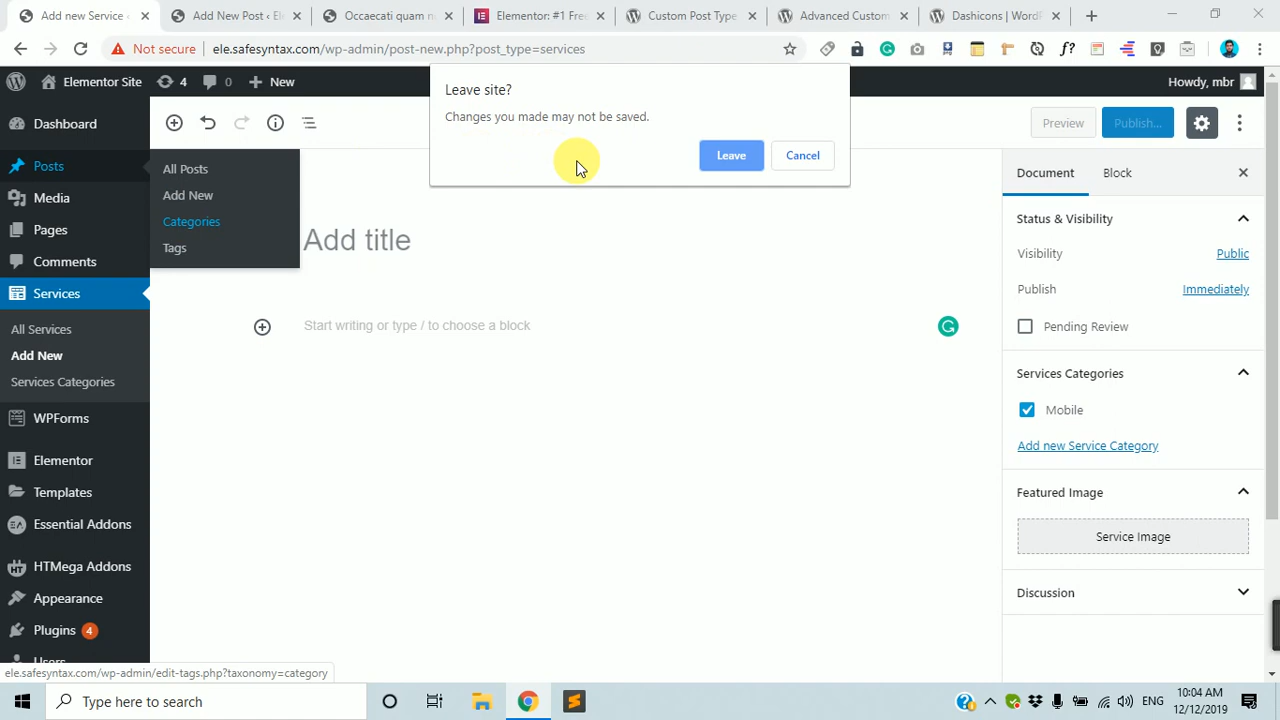 Add new Service ‹
Add New Post ‹ E
Occaecati quam n
Elementor: #1 Free
Custom Post Type
Advanced Custom
Dashicons | WordP
Not secure
ele.safesyntax.com/wp-admin/post-new.php?post_type=services
f?
Elementor Site
4
0
New
Howdy, mbr
Leave site?
Changes you made may not be saved.
Leave
Cancel
Dashboard
Posts
Media
Pages
Comments
Services
All Services
Add New
Services Categories
WPForms
Elementor
Templates
Essential Addons
HTMega Addons
Appearance
Plugins 4
Users
All Posts
Add New
Categories
Tags
Preview
Publish...
Add title
Start writing or type / to choose a block
Document
Block
Status & Visibility
Visibility
Public
Publish
Immediately
Pending Review
Services Categories
Mobile
Add new Service Category
Featured Image
Service Image
Discussion
ele.safesyntax.com/wp-admin/edit-tags.php?taxonomy=category
Type here to search
ENG
10:04 AM
12/12/2019